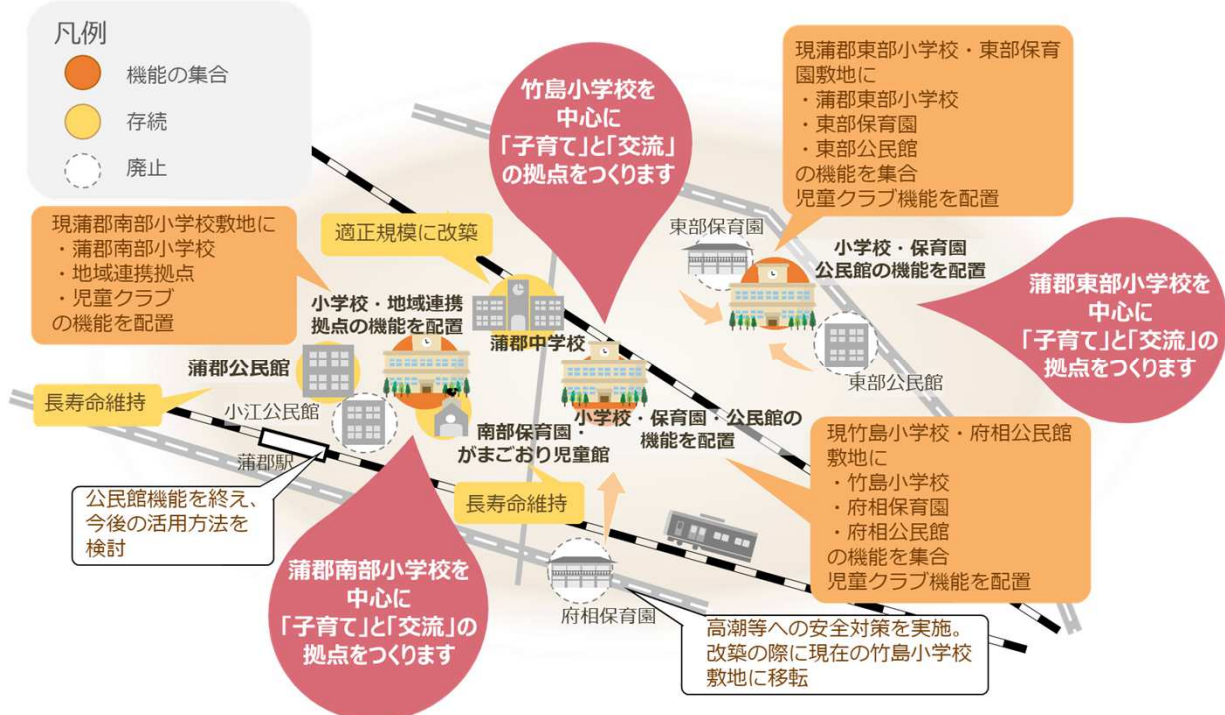 凡例
機能の集合
存続
廃止
竹島小学校を
中心に
「子育て」と「交流」
の拠点をつくります
現蒲郡東部小学校・東部保育
園敷地に
・蒲郡東部小学校
・東部保育園
・東部公民館
の機能を集合
児童クラブ機能を配置
現蒲郡南部小学校敷地に
・蒲郡南部小学校
・地域連携拠点
・児童クラブ
の機能を配置
適正規模に改築
東部保育園
小学校・保育園
公民館の機能を配置
小学校・地域連携
拠点の機能を配置
蒲郡中学校
蒲郡東部小学校を
中心に
「子育て」と「交流」の
拠点をつくります
蒲郡公民館
東部公民館
長寿命維持
小江公民館
小学校・保育園・公民館の
機能を配置
南部保育園・
がまごおり児童館
現竹島小学校・府相公民館
敷地に
・竹島小学校
・府相保育園
・府相公民館
の機能を集合
児童クラブ機能を配置
蒲郡駅
公民館機能を終え、
今後の活用方法を
検討
長寿命維持
蒲郡南部小学校を
中心に
「子育て」と「交流」の
拠点をつくります
府相保育園
高潮等への安全対策を実施。
改築の際に現在の竹島小学校
敷地に移転